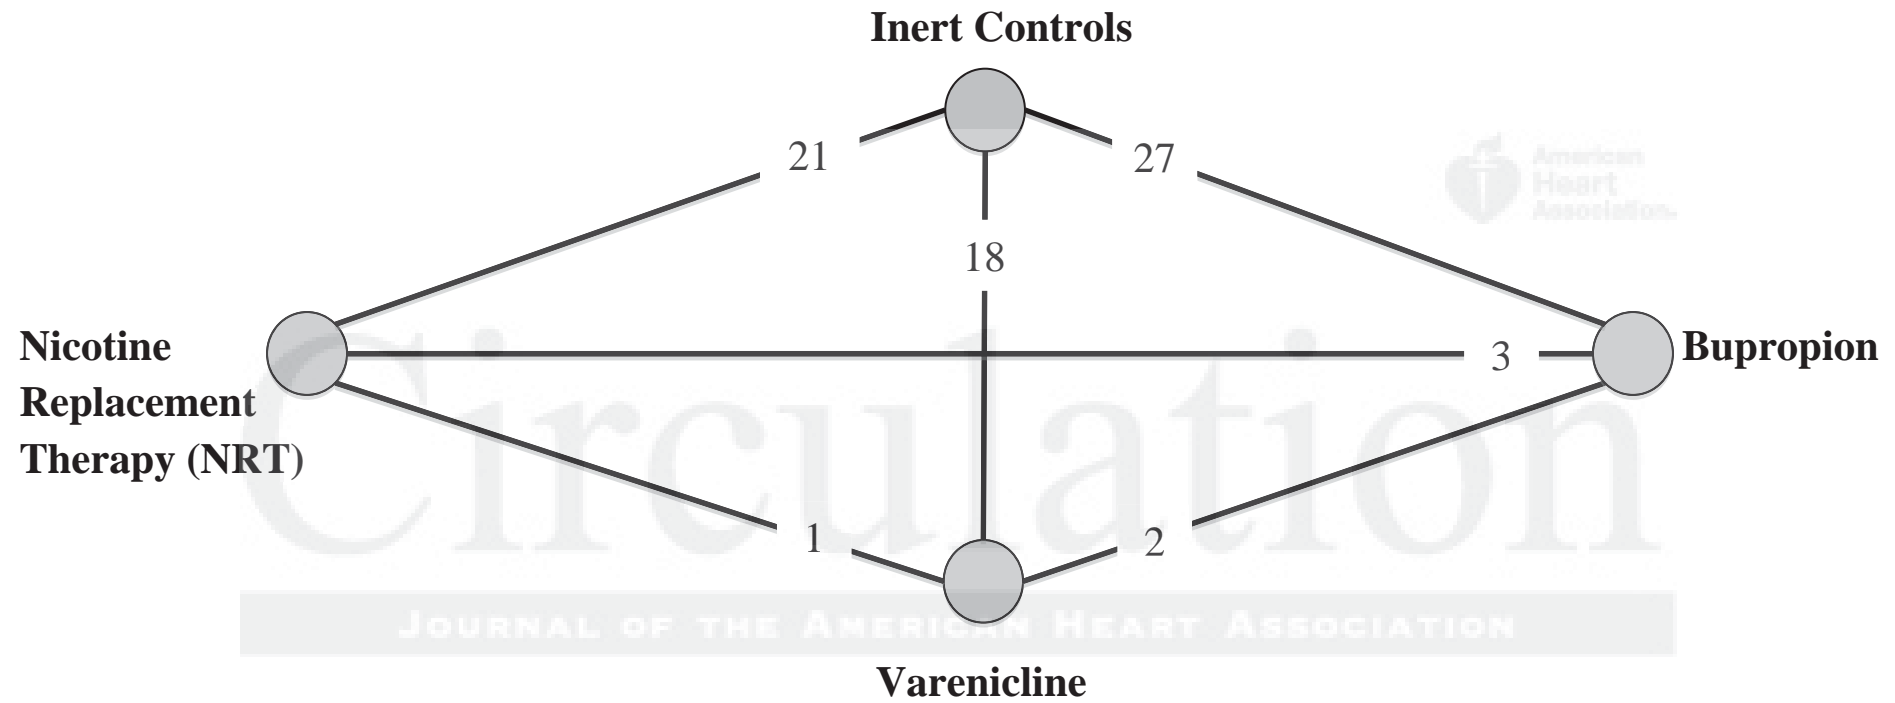 Inert Controls
21
27
American
Heart
Association
18
Nicotine
Replacement
Therapy (NRT)
3
Bupropion
Circulation
1
2
JOURNAL OF THE AMERICAN HEART ASSOCIATION
Varenicline